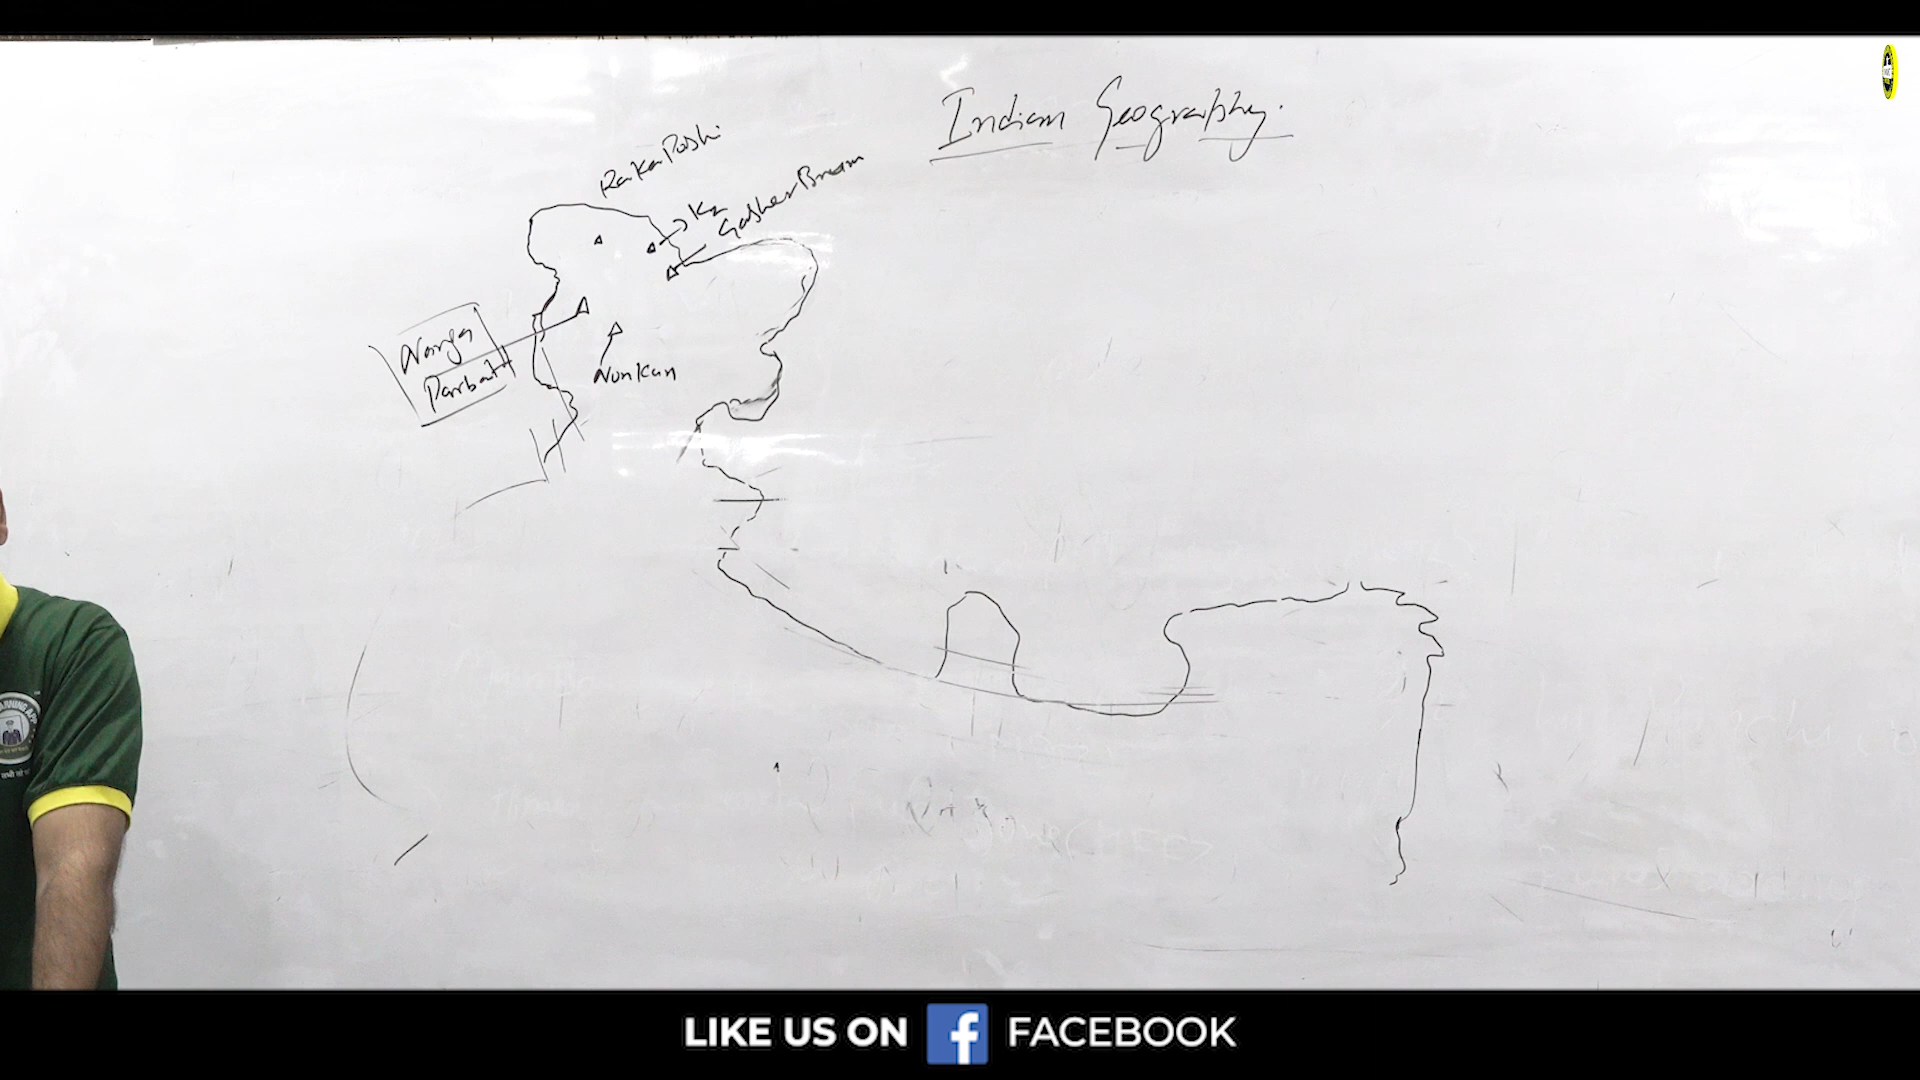 Indian Geography.
RakaPoshi
K2
GasherBrum
Nanga
Parbat
NunKun
LIKE US ON f FACEBOOK